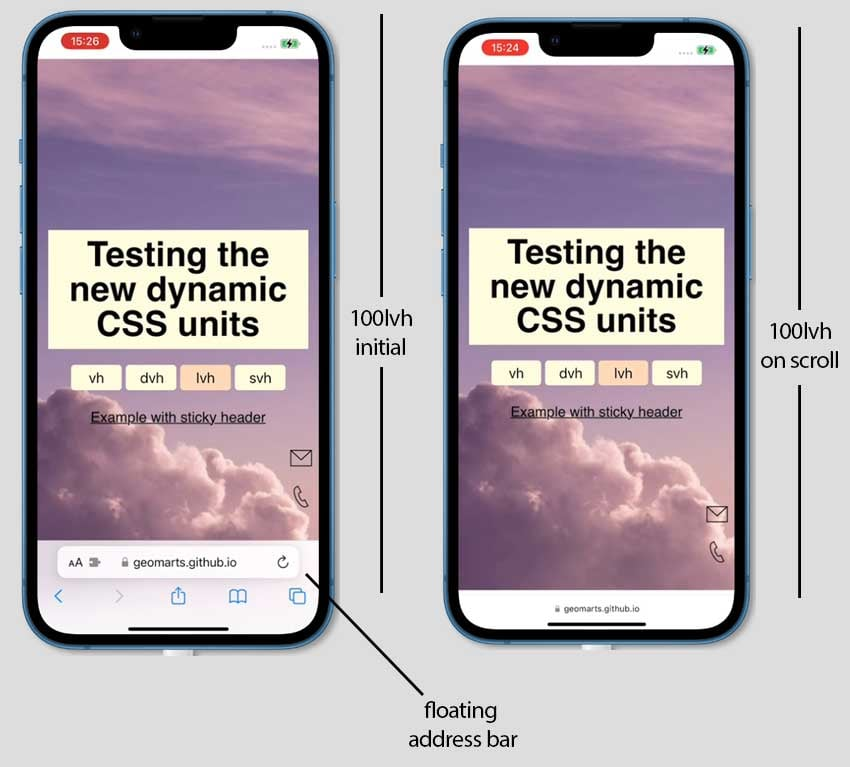 15:26
Testing the
new dynamic
CSS units
vh dvh lvh svh
Example with sticky header
AA geomarts.github.io
100lvh
initial
15:24
Testing the
new dynamic
CSS units
vh dvh lvh svh
Example with sticky header
geomarts.github.io
100lvh
on scroll
floating
address bar